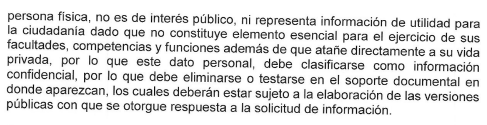 persona física, no es de interés público, ni representa información de utilidad para
la ciudadanía dado que no constituye elemento esencial para el ejercicio de sus
facultades, competencias y funciones además de que atañe directamente a su vida
privada, por lo que este dato personal, debe clasificarse como información
confidencial, por lo que debe eliminarse o testarse en el soporte documental en
donde aparezcan, los cuales deberán estar sujeto a la elaboración de las versiones
públicas con que se otorgue respuesta a la solicitud de información.